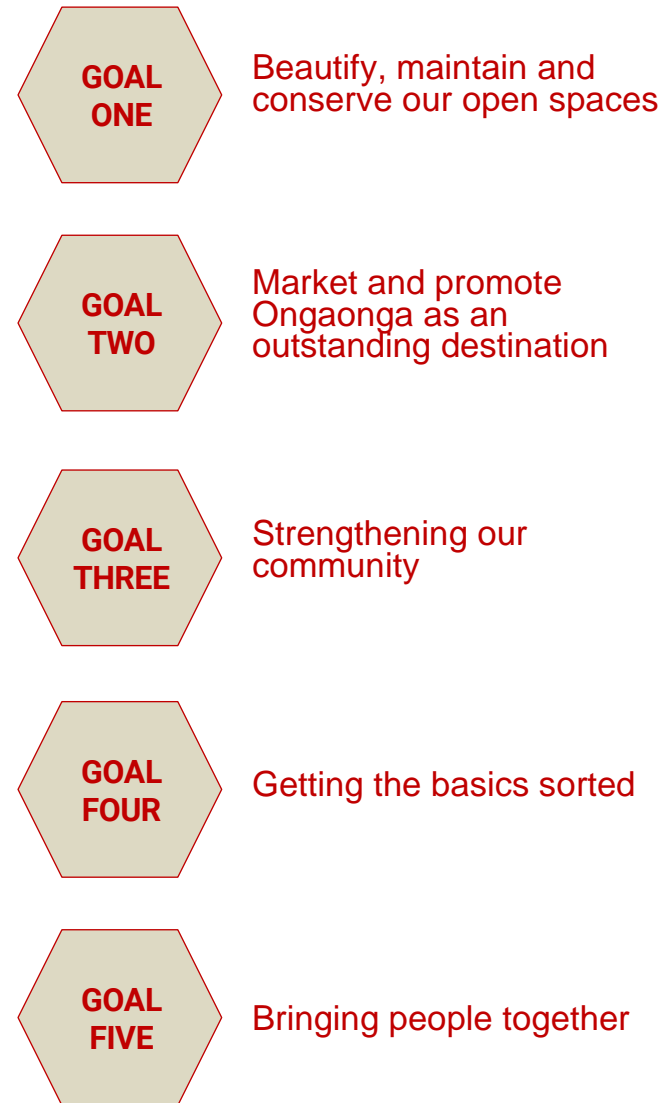 GOAL
ONE
Beautify, maintain and
conserve our open spaces
GOAL
TWO
Market and promote
Ongaonga as an
outstanding destination
GOAL
THREE
Strengthening our
community
GOAL
FOUR
Getting the basics sorted
GOAL
FIVE
Bringing people together